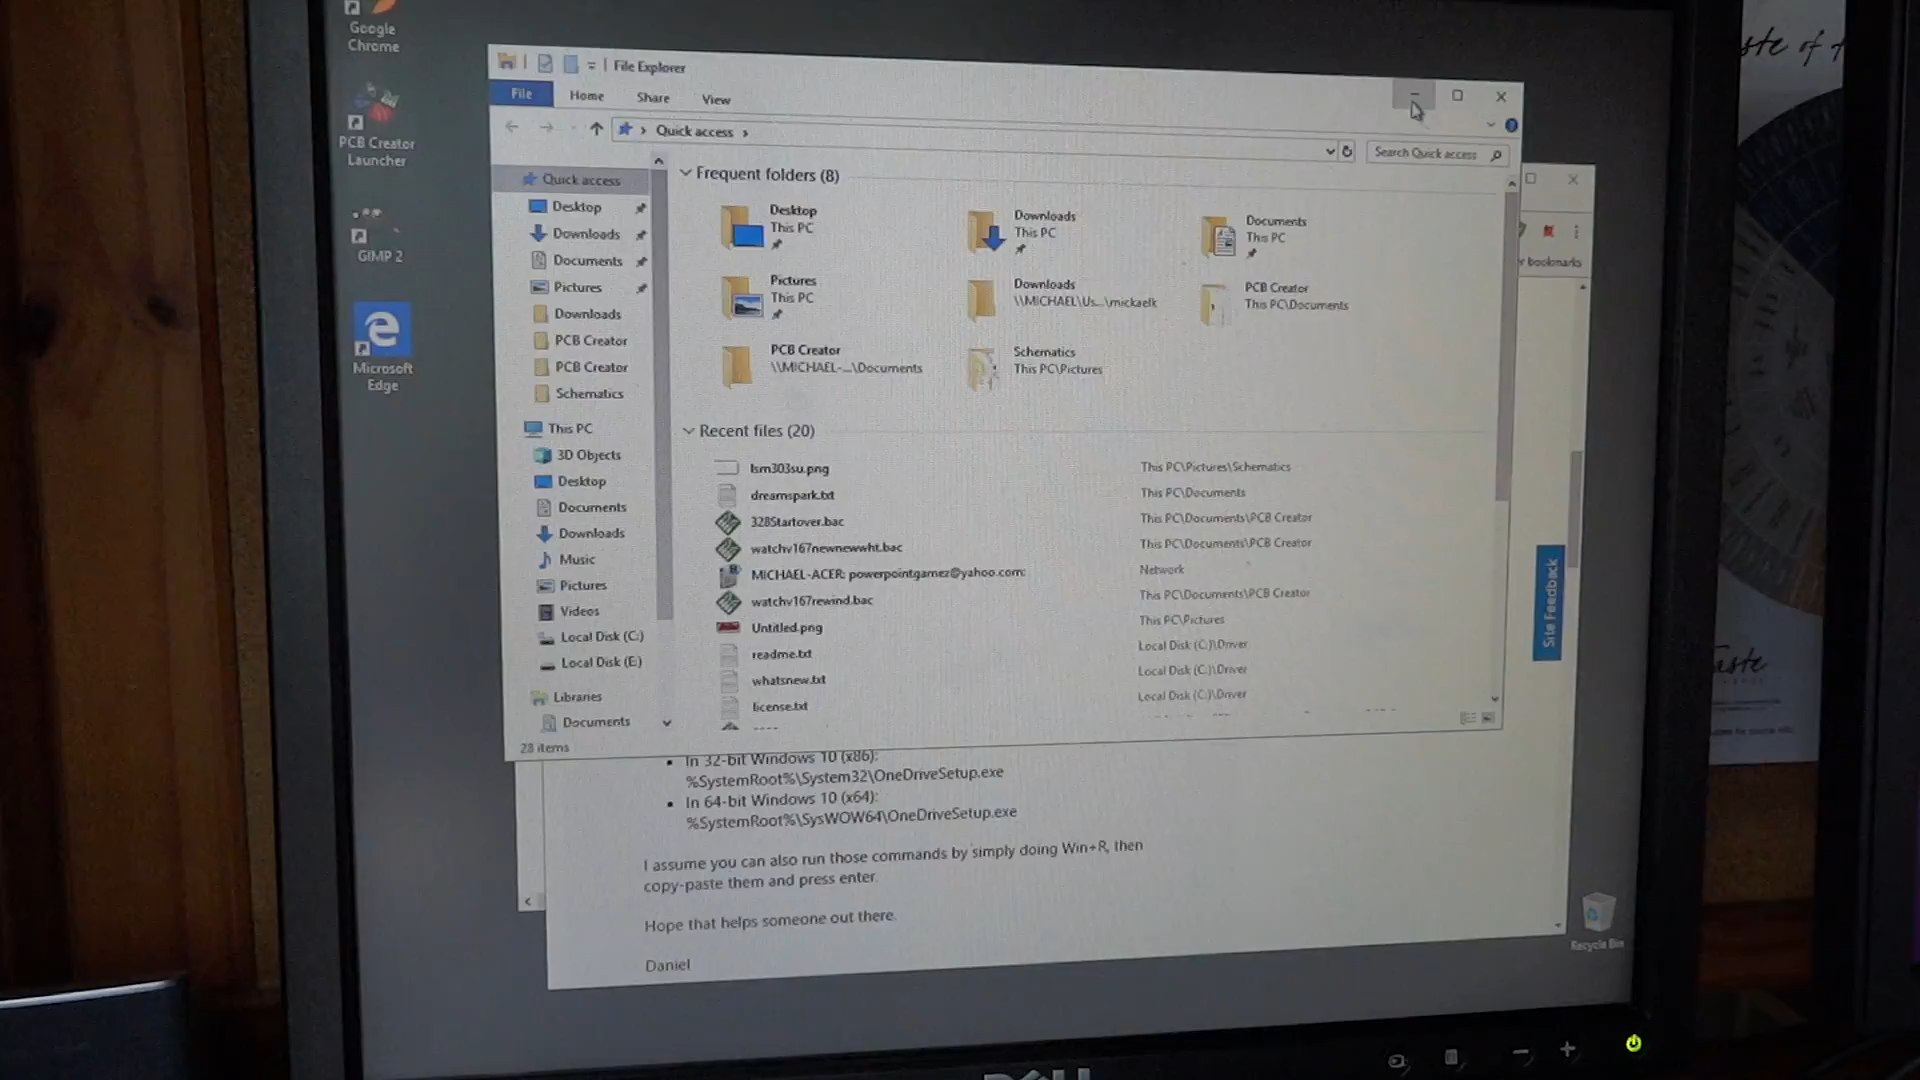 Google
Chrome
PCB Creator
Launcher
GIMP 2
Microsoft
Edge
File Explorer
File
Home
Share
View
Quick access
Search Quick access
Quick access
Desktop
Downloads
Documents
Pictures
Downloads
PCB Creator
PCB Creator
Schematics
This PC
3D Objects
Desktop
Documents
Downloads
Music
Pictures
Videos
Local Disk (C:)
Local Disk (E:)
Libraries
Documents
28 items
Frequent folders (8)
Desktop
This PC
Downloads
This PC
Documents
This PC
Pictures
This PC
Downloads
\\MICHAEL\Us...\mickaelk
PCB Creator
This PC\Documents
PCB Creator
\\MICHAEL-...\Documents
Schematics
This PC\Pictures
Recent files (20)
lsm303su.png This PC\Pictures\Schematics
dreamspark.txt This PC\Documents
328Startover.bac This PC\Documents\PCB Creator
watchv167newnewwht.bac This PC\Documents\PCB Creator
MICHAEL-ACER: powerpointgamez@yahoo.com: Network
watchv167rewind.bac This PC\Documents\PCB Creator
Untitled.png This PC\Pictures
readme.txt Local Disk (C:)\Driver
whatsnew.txt Local Disk (C:)\Driver
license.txt Local Disk (C:)\Driver
bookmarks
Site Feedback
In 32-bit Windows 10 (x86):
%SystemRoot%\System32\OneDriveSetup.exe
In 64-bit Windows 10 (x64):
%SystemRoot%\SysWOW64\OneDriveSetup.exe
I assume you can also run those commands by simply doing Win+R, then
copy-paste them and press enter.
Hope that helps someone out there.
Daniel
Recycle Bin
DELL